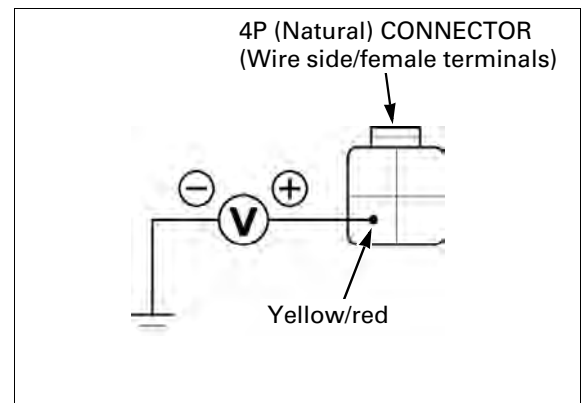 4P (Natural) CONNECTOR
(Wire side/female terminals)
− +
V
Yellow/red